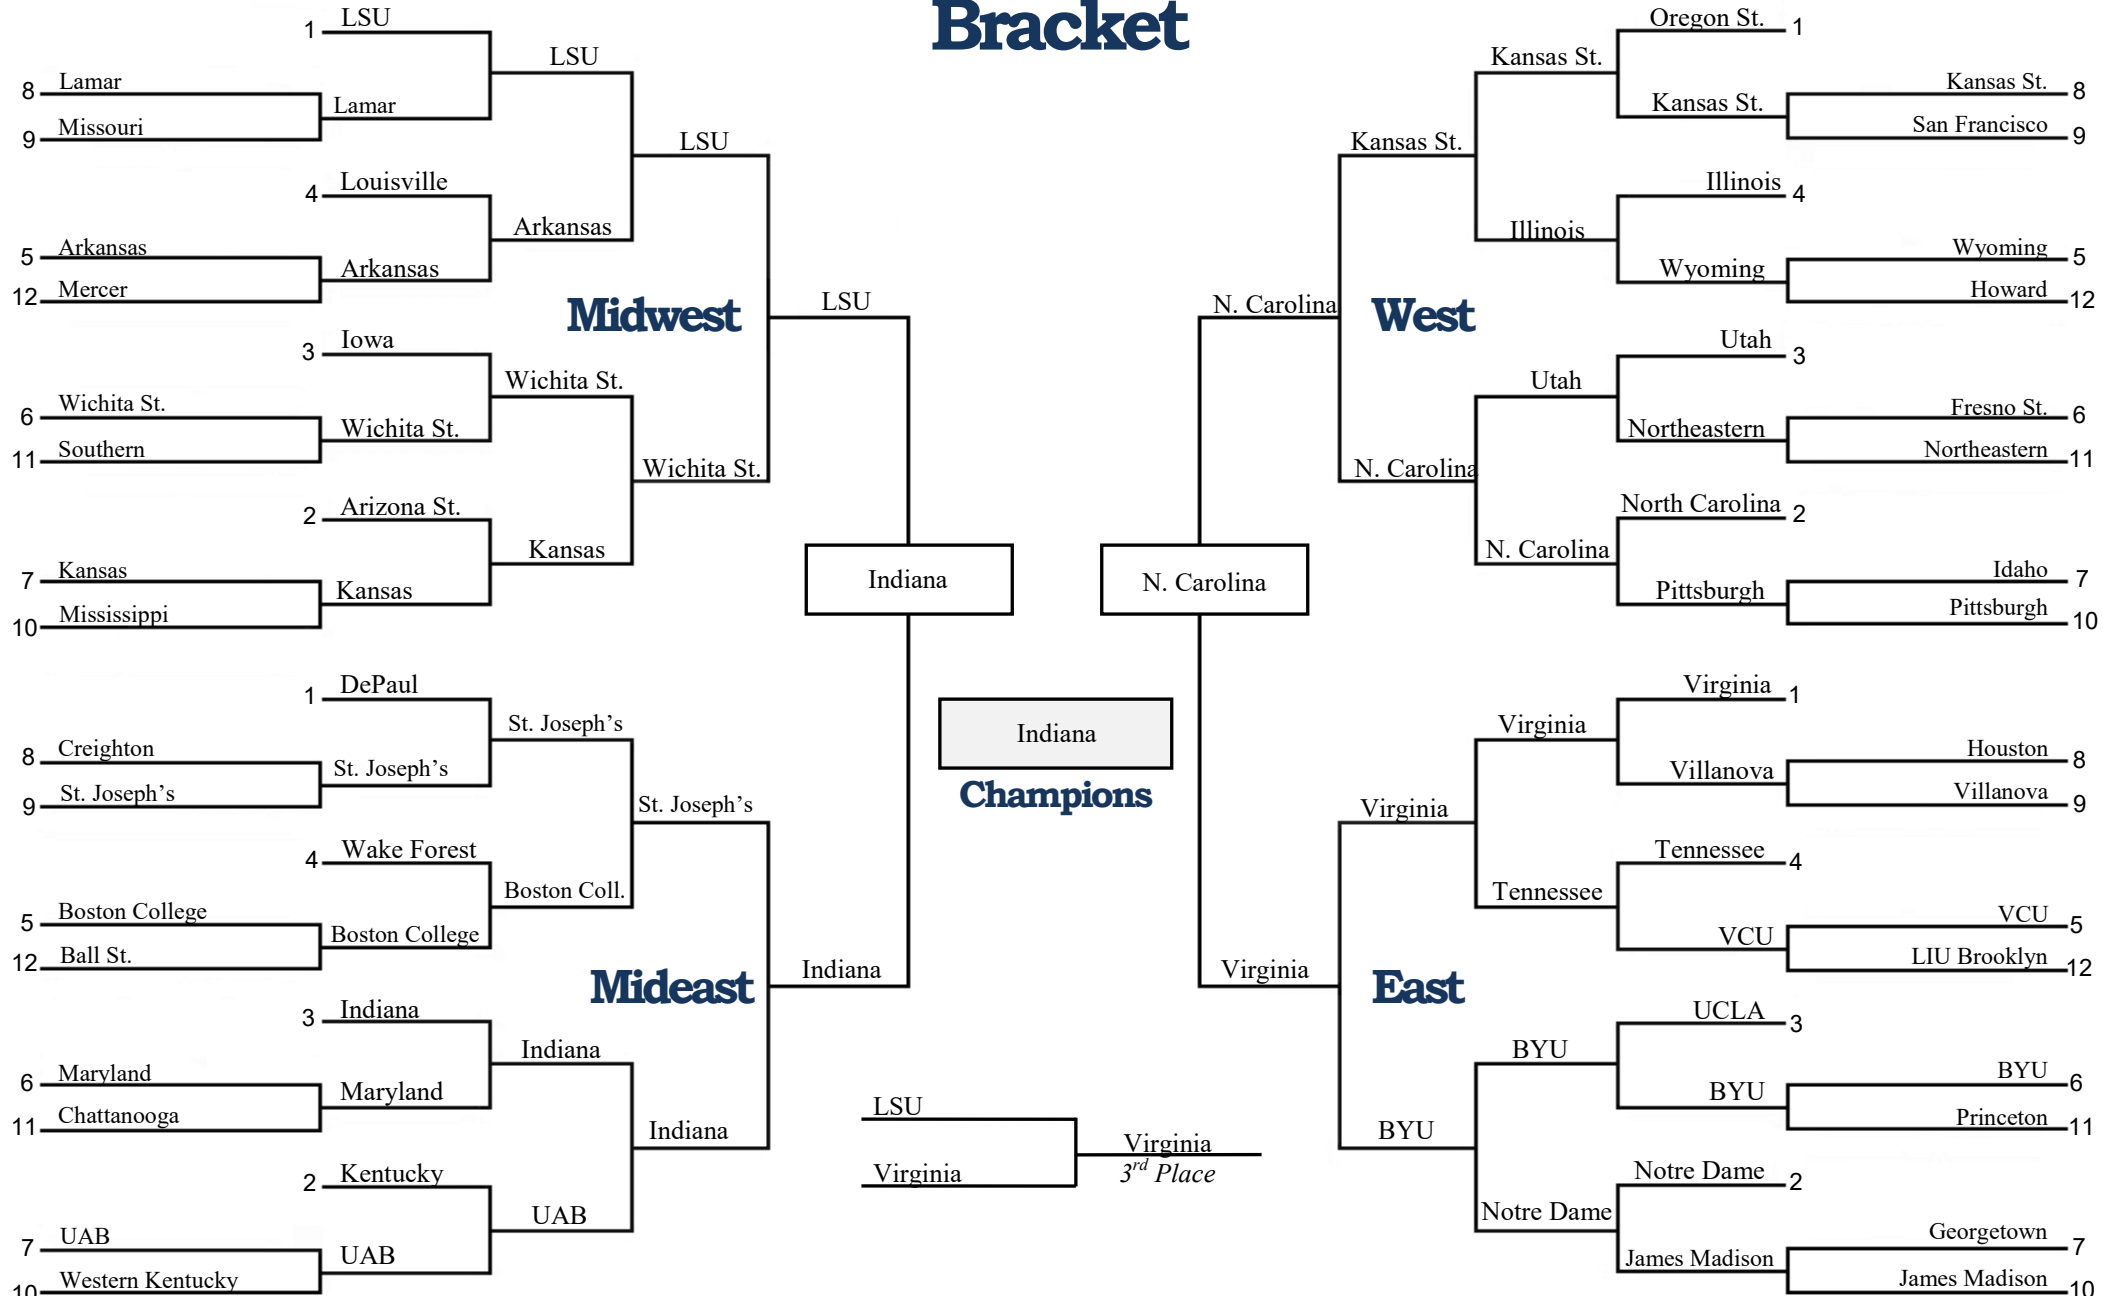 Bracket
1 LSU
LSU
8 Lamar
Lamar
9 Missouri
LSU
4 Louisville
Arkansas
5 Arkansas
Arkansas
12 Mercer
Midwest
LSU
3 Iowa
Wichita St.
6 Wichita St.
Wichita St.
11 Southern
Wichita St.
2 Arizona St.
Kansas
7 Kansas
Kansas
10 Mississippi
Indiana
1 DePaul
St. Joseph’s
8 Creighton
St. Joseph’s
9 St. Joseph’s
St. Joseph’s
4 Wake Forest
Boston Coll.
5 Boston College
Boston College
12 Ball St.
Mideast
Indiana
3 Indiana
Indiana
6 Maryland
Maryland
11 Chattanooga
Indiana
2 Kentucky
UAB
7 UAB
UAB
10 Western Kentucky
Indiana
Champions
LSU
Virginia
Virginia
3rd Place
Oregon St. 1
Kansas St.
Kansas St. 8
Kansas St.
San Francisco 9
Kansas St.
Illinois 4
Illinois
Wyoming 5
Wyoming
Howard 12
N. Carolina
West
Utah 3
Utah
Fresno St. 6
Northeastern
Northeastern 11
N. Carolina
North Carolina 2
N. Carolina
Idaho 7
Pittsburgh
Pittsburgh 10
N. Carolina
Virginia 1
Virginia
Houston 8
Villanova
Villanova 9
Virginia
Tennessee 4
Tennessee
VCU 5
VCU
LIU Brooklyn 12
Virginia
East
UCLA 3
BYU
BYU 6
BYU
Princeton 11
BYU
Notre Dame 2
Notre Dame
Georgetown 7
James Madison
James Madison 10